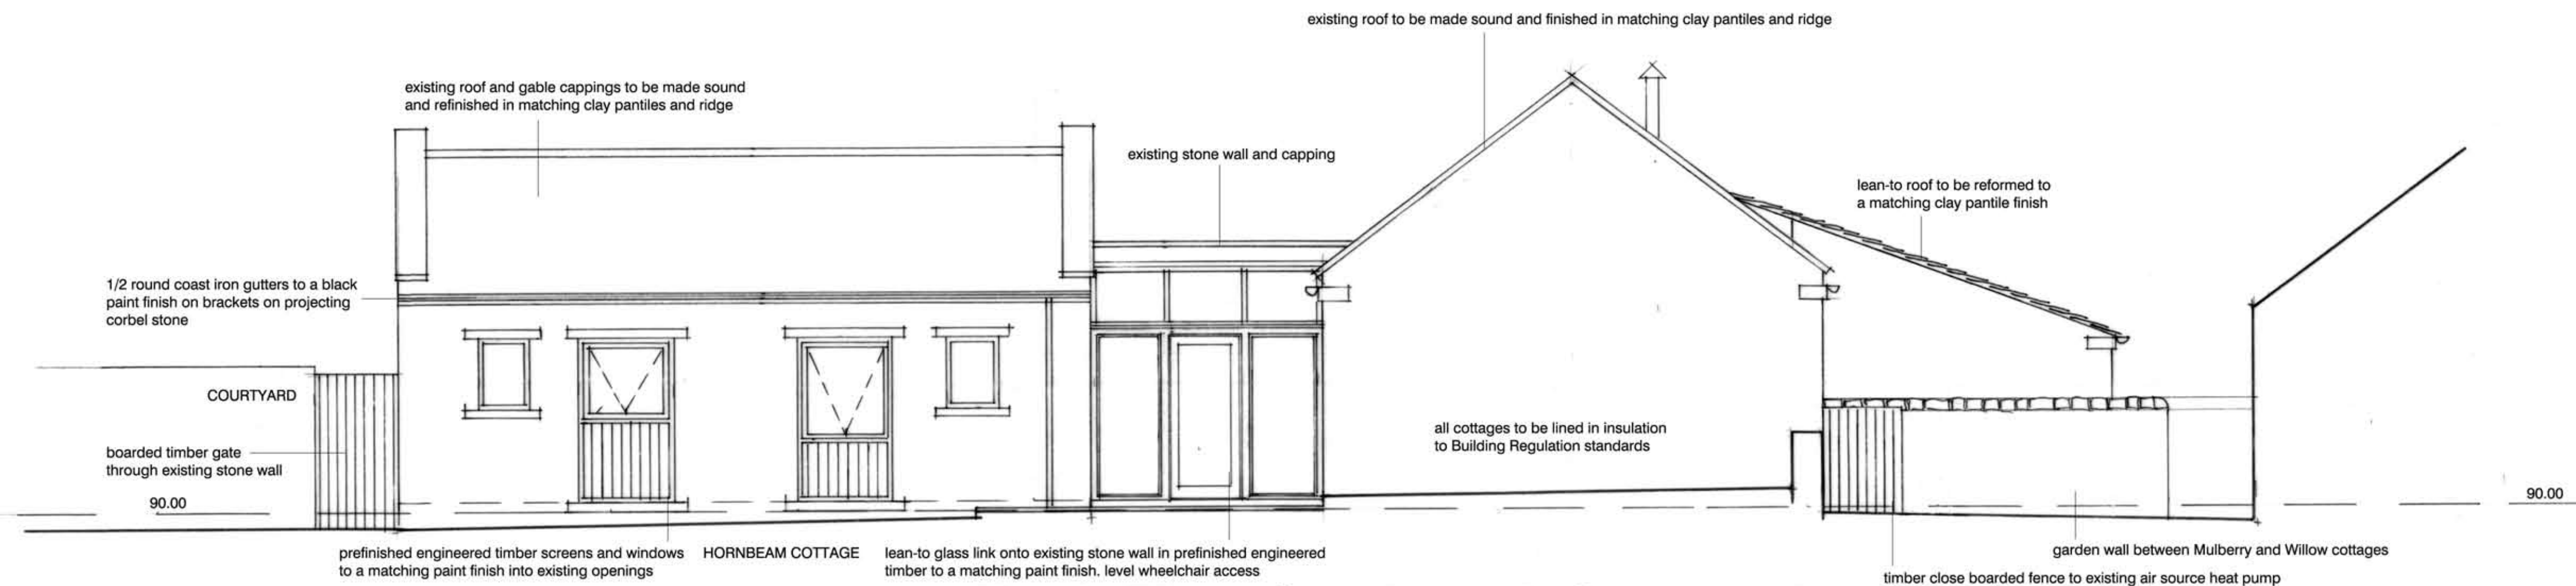 existing roof to be made sound and finished in matching clay pantiles and ridge
existing roof and gable cappings to be made sound
and refinished in matching clay pantiles and ridge
existing stone wall and capping
lean-to roof to be reformed to
a matching clay pantile finish
1/2 round coast iron gutters to a black
paint finish on brackets on projecting
corbel stone
COURTYARD
boarded timber gate
through existing stone wall
all cottages to be lined in insulation
to Building Regulation standards
90.00
90.00
prefinished engineered timber screens and windows
to a matching paint finish into existing openings
HORNBEAM COTTAGE
lean-to glass link onto existing stone wall in prefinished engineered
timber to a matching paint finish. level wheelchair access
garden wall between Mulberry and Willow cottages
timber close boarded fence to existing air source heat pump